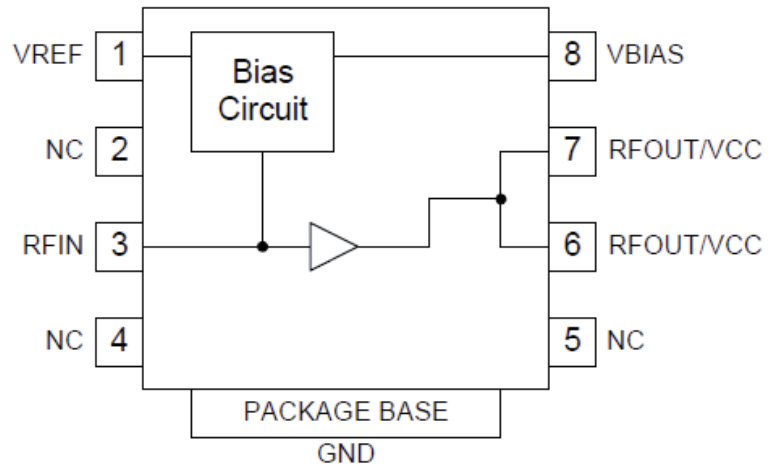 VREF 1 Bias 8 VBIAS
Circuit
NC 2 7 RFOUT/VCC
RFIN 3 6 RFOUT/VCC
NC 4 5 NC
PACKAGE BASE
GND